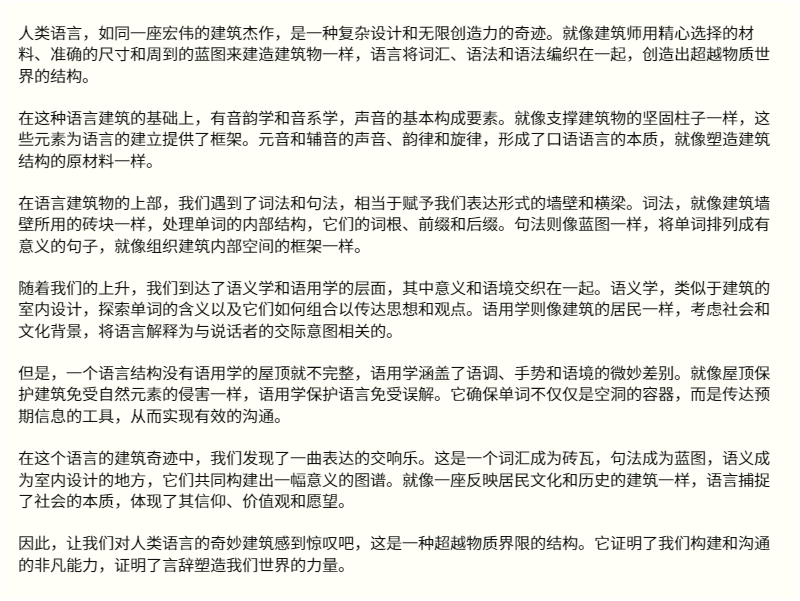 人类语言，如同一座宏伟的建筑杰作，是一种复杂设计和无限创造力的奇迹。就像建筑师用精心选择的材
料、准确的尺寸和周到的蓝图来建造建筑物一样，语言将词汇、语法和语法编织在一起，创造出超越物质世
界的结构。
在这种语言建筑的基础上，有音韵学和音系学，声音的基本构成要素。就像支撑建筑物的坚固柱子一样，这
些元素为语言的建立提供了框架。元音和辅音的声音、韵律和旋律，形成了口语语言的本质，就像塑造建筑
结构的原材料一样。
在语言建筑物的上部，我们遇到了词法和句法，相当于赋予我们表达形式的墙壁和横梁。词法，就像建筑墙
壁所用的砖块一样，处理单词的内部结构，它们的词根、前缀和后缀。句法则像蓝图一样，将单词排列成有
意义的句子，就像组织建筑内部空间的框架一样。
随着我们的上升，我们到达了语义学和语用学的层面，其中意义和语境交织在一起。语义学，类似于建筑的
室内设计，探索单词的含义以及它们如何组合以传达思想和观点。语用学则像建筑的居民一样，考虑社会和
文化背景，将语言解释为与说话者的交际意图相关的。
但是，一个语言结构没有语用学的屋顶就不完整，语用学涵盖了语调、手势和语境的微妙差别。就像屋顶保
护建筑免受自然元素的侵害一样，语用学保护语言免受误解。它确保单词不仅仅是空洞的容器，而是传达预
期信息的工具，从而实现有效的沟通。
在这个语言的建筑奇迹中，我们发现了一曲表达的交响乐。这是一个词汇成为砖瓦，句法成为蓝图，语义成
为室内设计的地方，它们共同构建出一幅意义的图谱。就像一座反映居民文化和历史的建筑一样，语言捕捉
了社会的本质，体现了其信仰、价值观和愿望。
因此，让我们对人类语言的奇妙建筑感到惊叹吧，这是一种超越物质界限的结构。它证明了我们构建和沟通
的非凡能力，证明了言辞塑造我们世界的力量。